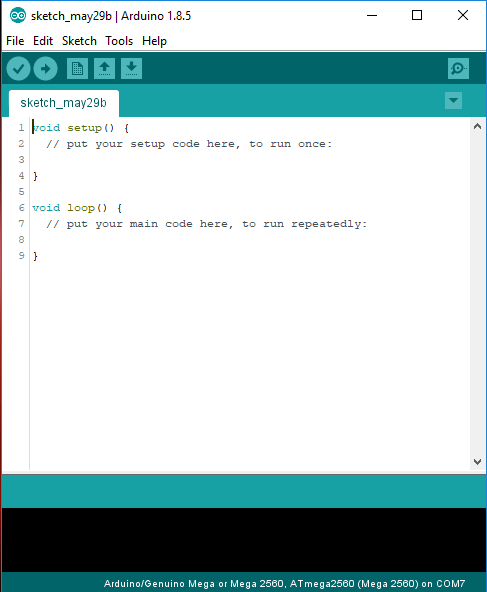 sketch_may29b | Arduino 1.8.5
File Edit Sketch Tools Help
sketch_may29b
1 void setup() {
2   // put your setup code here, to run once:
3
4 }
5
6 void loop() {
7   // put your main code here, to run repeatedly:
8
9 }
Arduino/Genuino Mega or Mega 2560, ATmega2560 (Mega 2560) on COM7